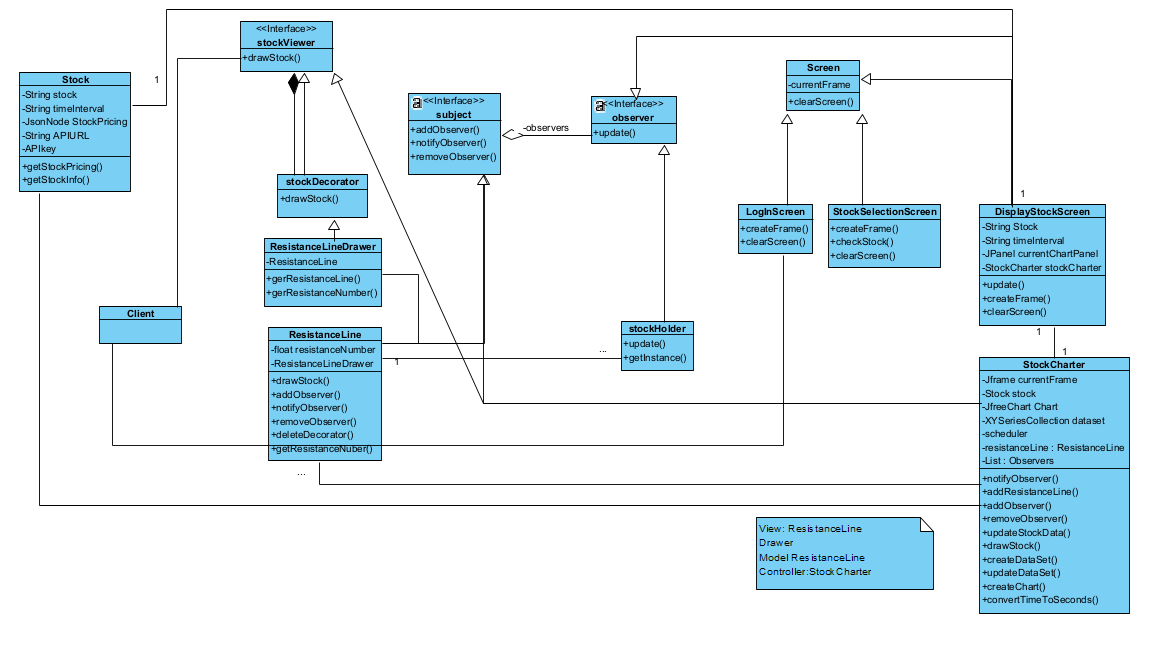 <<Interface>>
stockViewer
+drawStock()
Stock
-String stock
-String timeInterval
-JsonNode StockPricing
-String APIURL
-APIkey
+getStockPricing()
+getStockInfo()
1
<<Interface>>
subject
+addObserver()
+notifyObserver()
+removeObserver()
-observers
<<Interface>>
observer
+update()
Screen
-currentFrame
+clearScreen()
stockDecorator
+drawStock()
LogInScreen
+createFrame()
+clearScreen()
StockSelectionScreen
+createFrame()
+checkStock()
+clearScreen()
1
DisplayStockScreen
-String Stock
-String timeInterval
-JPanel currentChartPanel
-StockCharter stockCharter
+update()
+createFrame()
+clearScreen()
ResistanceLineDrawer
-ResistanceLine
+gerResistanceLine()
+gerResistanceNumber()
Client
ResistanceLine
-float resistanceNumber
-ResistanceLineDrawer
+drawStock()
+addObserver()
+notifyObserver()
+removeObserver()
+deleteDecorator()
+getResistanceNuber()
1
...
...
stockHolder
+update()
+getInstance()
1
1
StockCharter
-Jframe currentFrame
-Stock stock
-JfreeChart Chart
-XYSeriesCollection dataset
-scheduler
-resistanceLine : ResistanceLine
-List : Observers
+notifyObserver()
+addResistanceLine()
+addObserver()
+removeObserver()
+updateStockData()
+drawStock()
+createDataSet()
+updateDataSet()
+createChart()
+convertTimeToSeconds()
View: ResistanceLine
Drawer
Model ResistanceLine
Controller:StockCharter